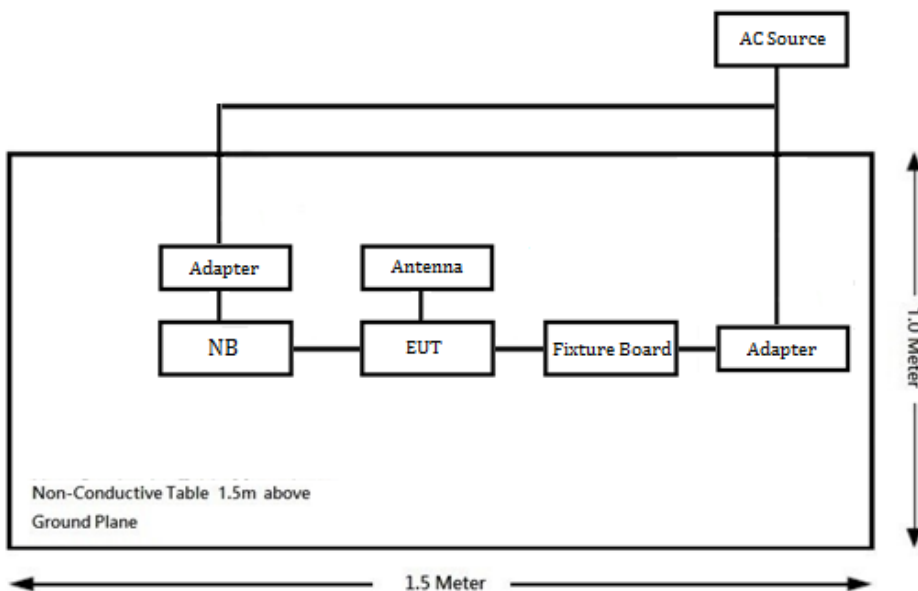 AC Source
Adapter
Antenna
NB
EUT
Fixture Board
Adapter
1.0 Meter
Non-Conductive Table 1.5m above
Ground Plane
1.5 Meter